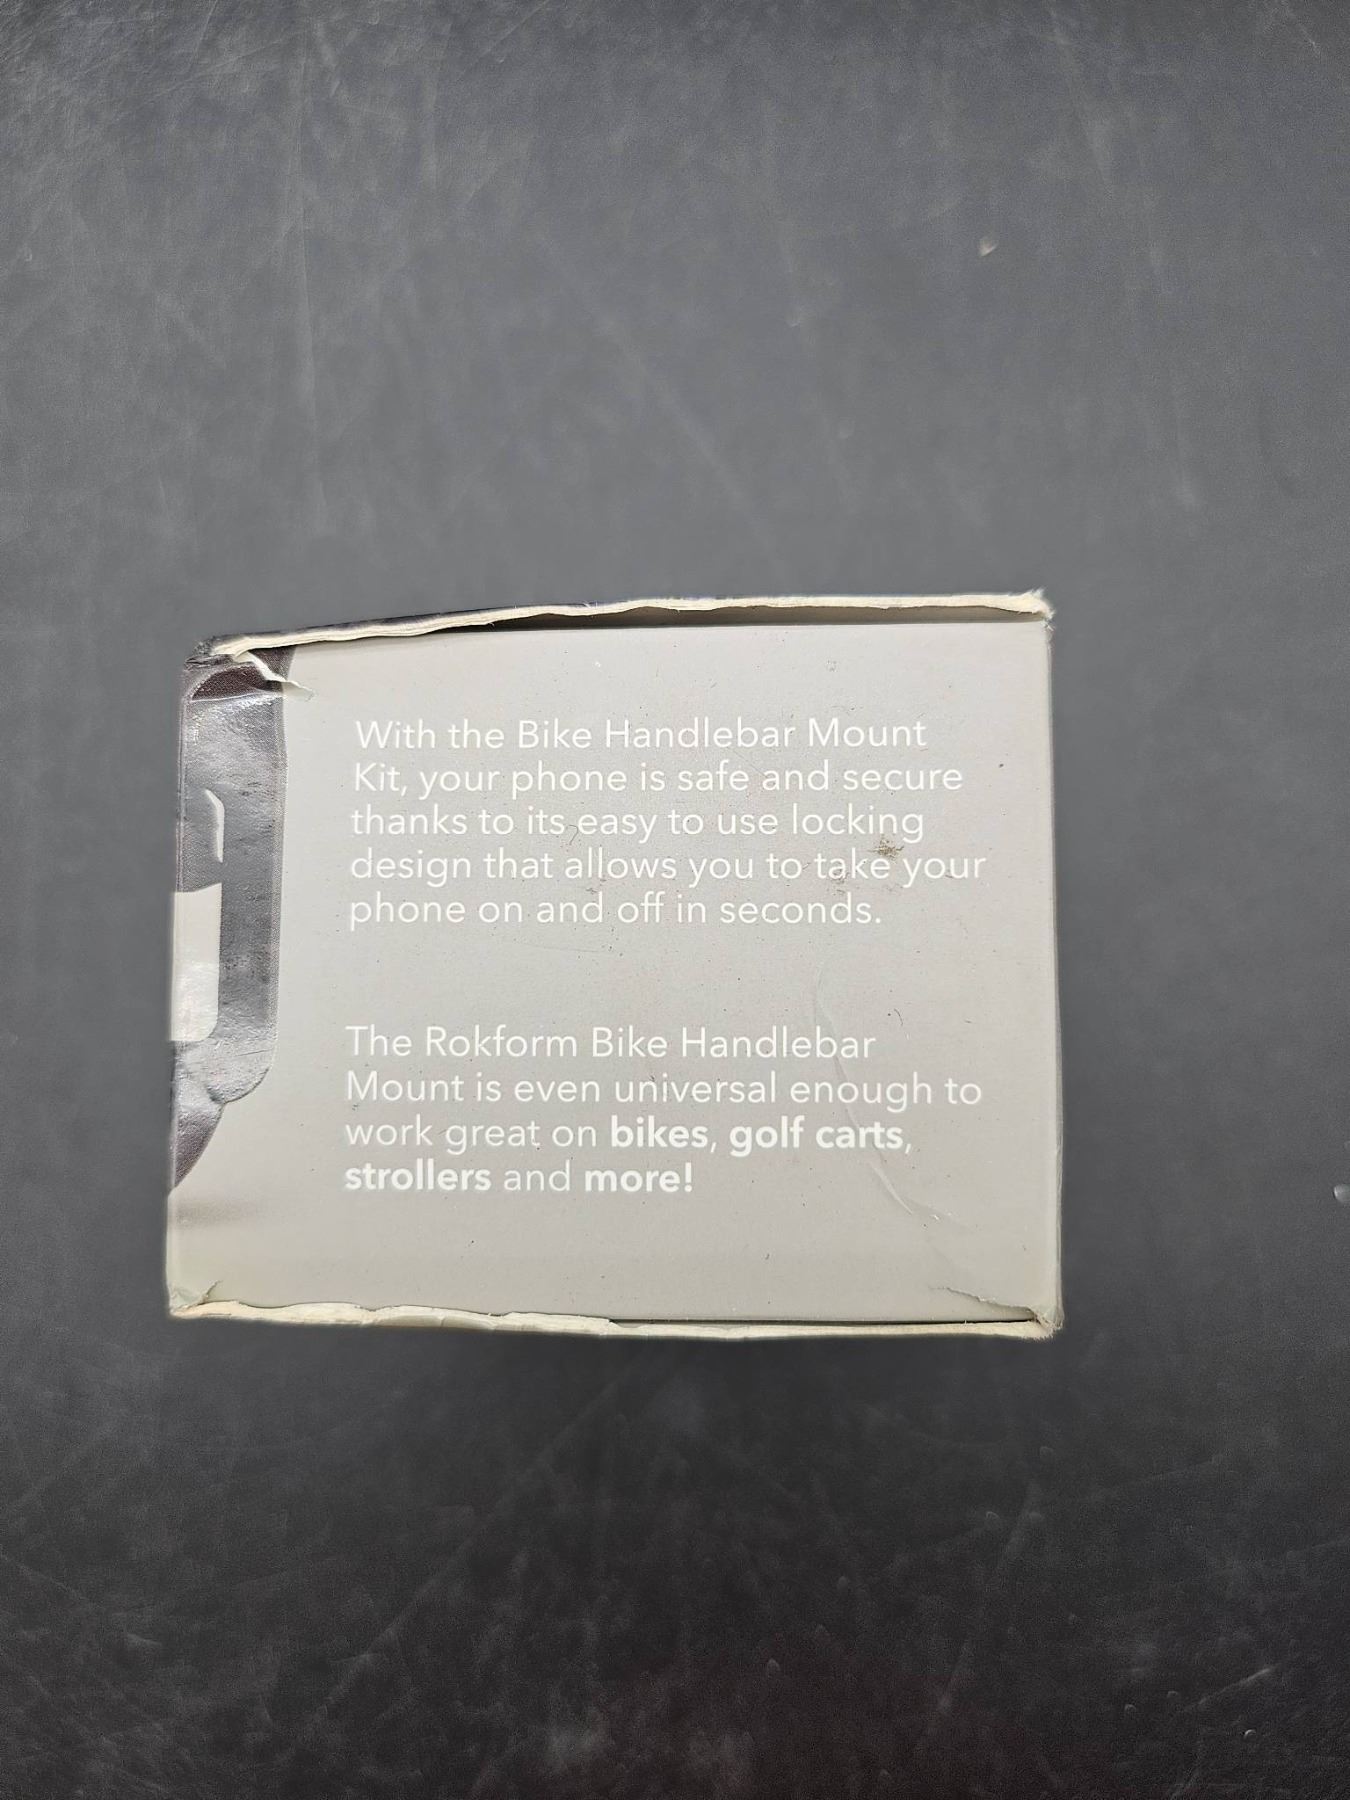 With the Bike Handlebar Mount
Kit, your phone is safe and secure
thanks to its easy to use locking
design that allows you to take your
phone on and off in seconds.
The Rokform Bike Handlebar
Mount is even universal enough to
work great on bikes, golf carts,
strollers and more!